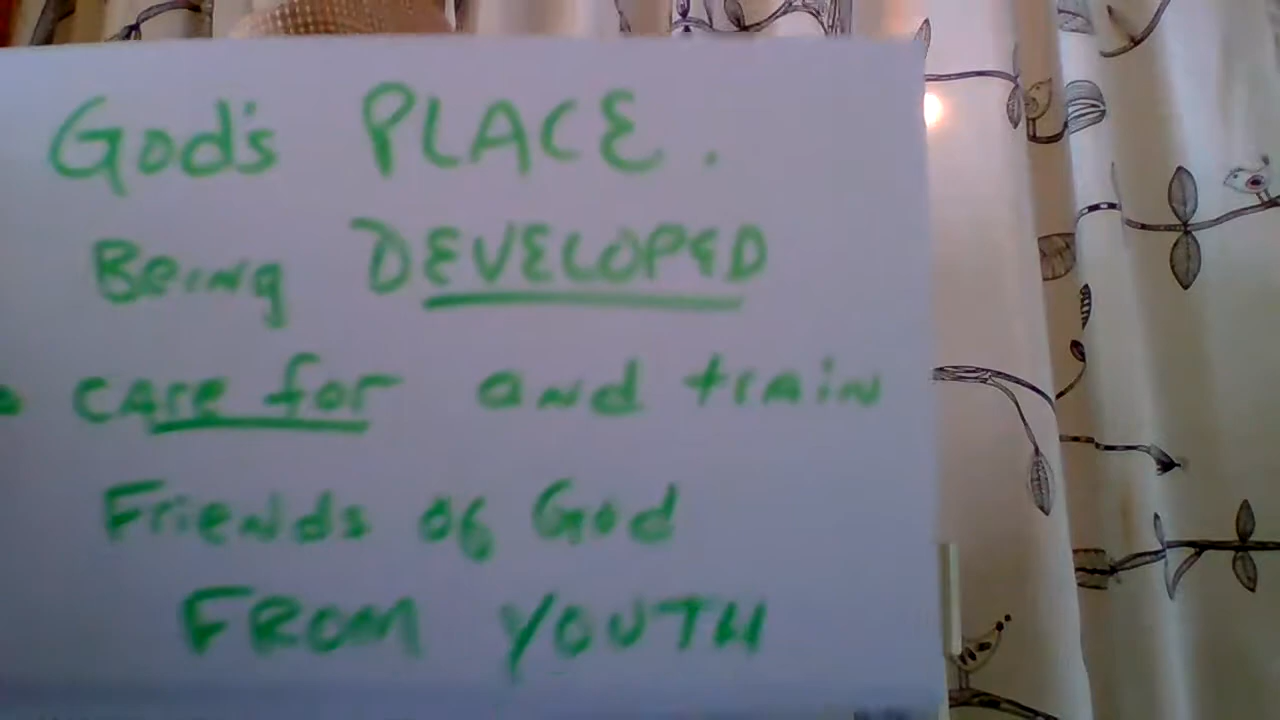 God's PLACE.
Being DEVELOPED
care for and train
Friends of God
FROM YOUTH